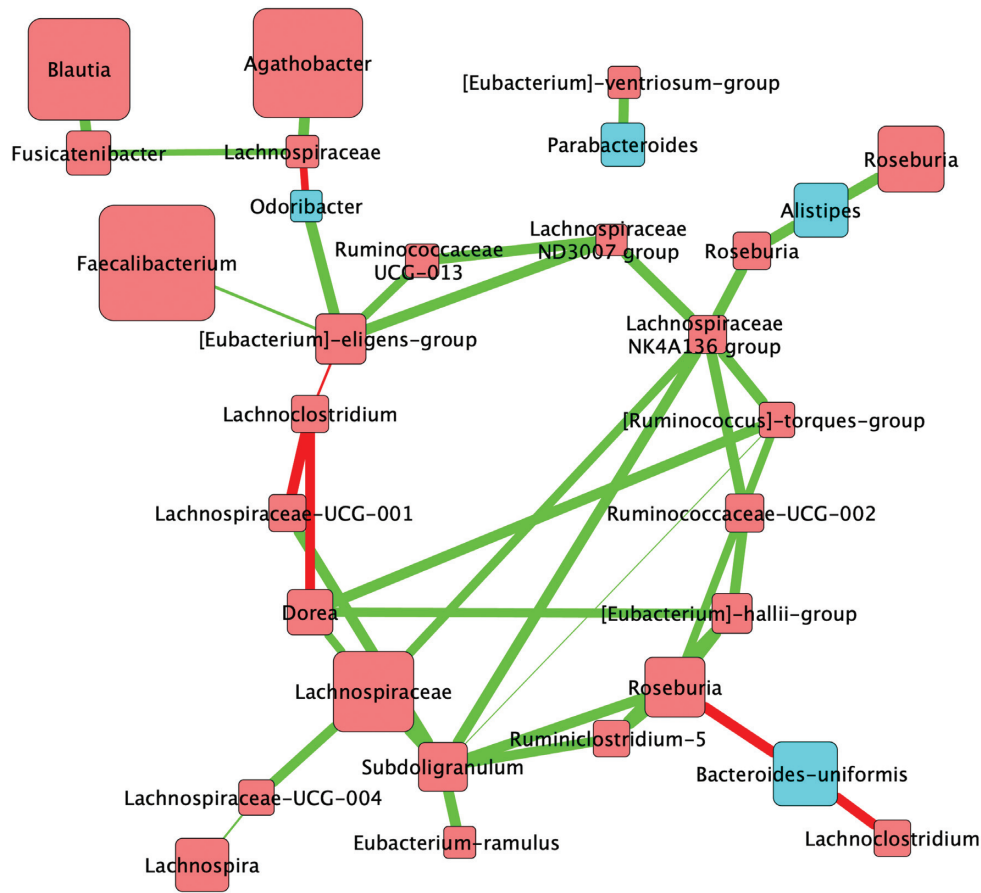 Blautia
Agathobacter
[Eubacterium]-ventriosum-group
Fusicatenibacter
Lachnospiraceae
Parabacteroides
Roseburia
Odoribacter
Alistipes
Faecalibacterium
Ruminococcaceae
UCG-013
Lachnospiraceae
ND3007 group
Roseburia
[Eubacterium]-eligens-group
Lachnospiraceae
NK4A136 group
Lachnoclostridium
[Ruminococcus]-torques-group
Lachnospiraceae-UCG-001
Ruminococcaceae-UCG-002
Dorea
[Eubacterium]-hallii-group
Lachnospiraceae
Roseburia
Ruminiclostridium-5
Subdoligranulum
Bacteroides-uniformis
Lachnospiraceae-UCG-004
Eubacterium-ramulus
Lachnoclostridium
Lachnospira